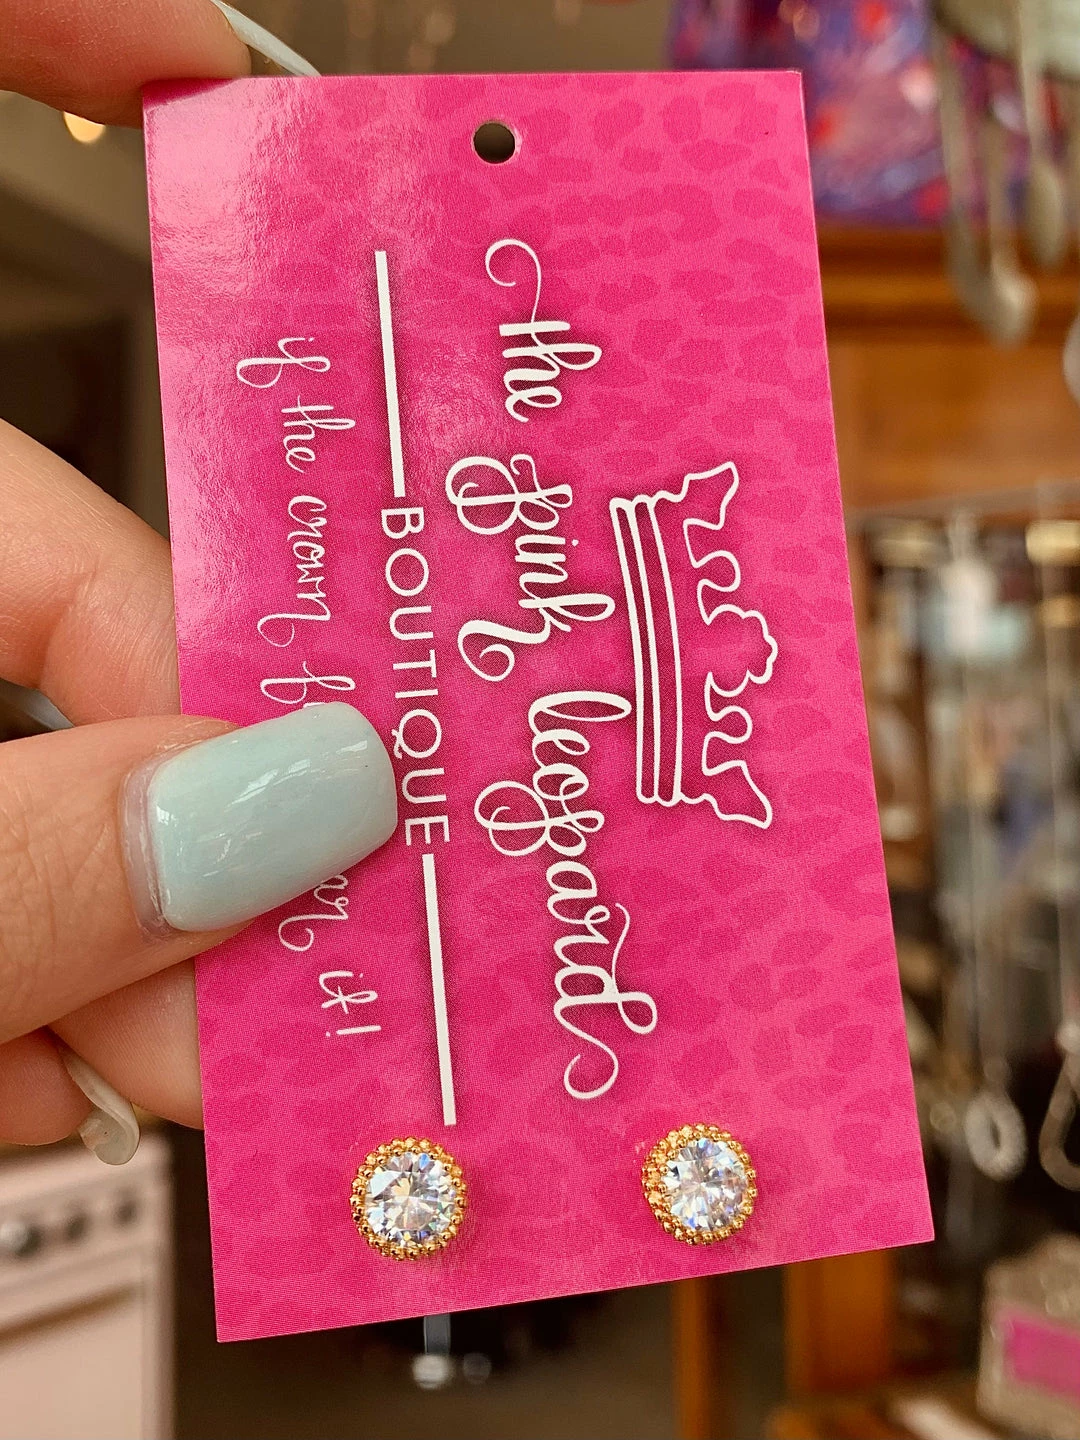 the pink leopard
BOUTIQUE
if the crown it!